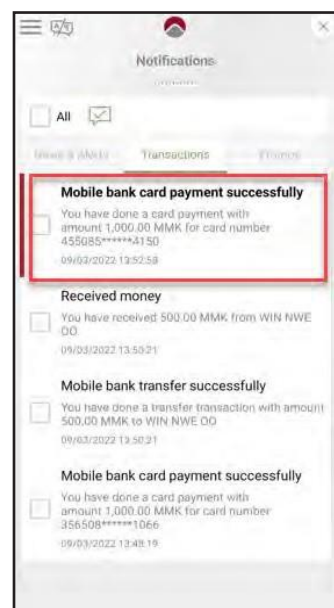 Notifications
All
News & Alerts Transactions Finance
Mobile bank card payment successfully
You have done a card payment with
amount 1,000.00 MMK for card number
455085******4150
09/03/2022 13:52:58
Received money
You have received 500.00 MMK from WIN NWE
OO
09/03/2022 13:50:21
Mobile bank transfer successfully
You have done a transfer transaction with amount
500.00 MMK to WIN NWE OO
09/03/2022 13:50:21
Mobile bank card payment successfully
You have done a card payment with
amount 1,000.00 MMK for card number
356508******1066
09/03/2022 13:49:19